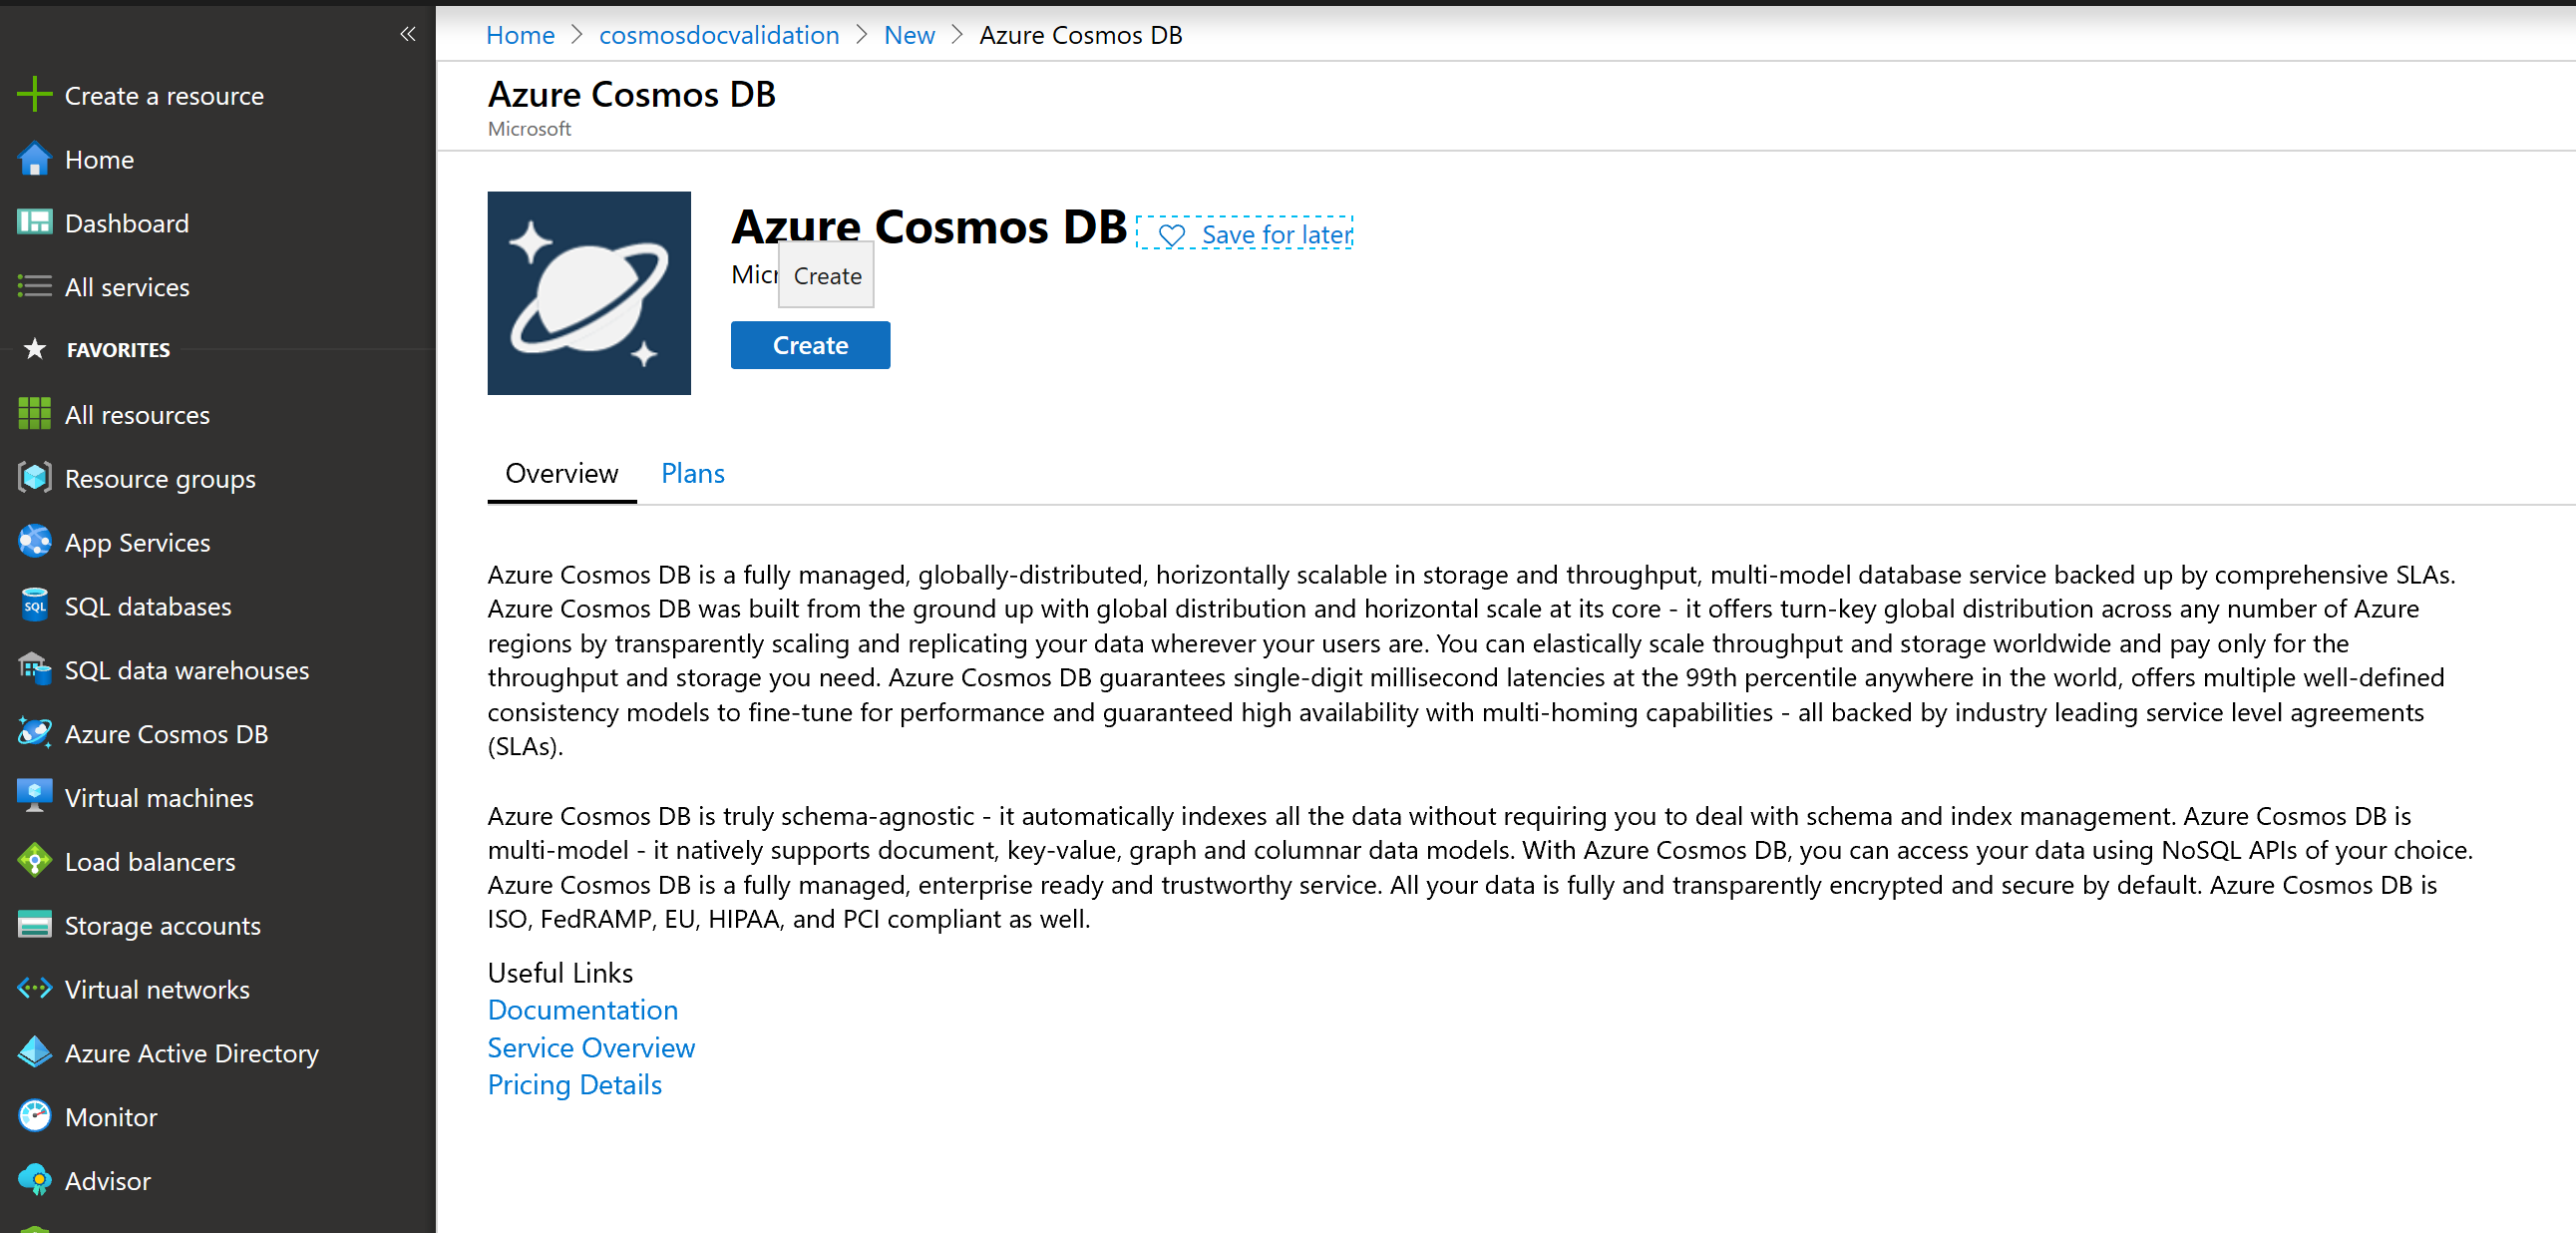 «
Create a resource
Home
Dashboard
All services
FAVORITES
All resources
Resource groups
App Services
SQL
SQL databases
SQL data warehouses
Azure Cosmos DB
Virtual machines
Load balancers
Storage accounts
Virtual networks
Azure Active Directory
Monitor
Advisor
Home > cosmosdocvalidation > New > Azure Cosmos DB
Azure Cosmos DB
Microsoft
Azure Cosmos DB
Save for later
Micr
Create
Create
Overview Plans
Azure Cosmos DB is a fully managed, globally-distributed, horizontally scalable in storage and throughput, multi-model database service backed up by comprehensive SLAs.
Azure Cosmos DB was built from the ground up with global distribution and horizontal scale at its core - it offers turn-key global distribution across any number of Azure
regions by transparently scaling and replicating your data wherever your users are. You can elastically scale throughput and storage worldwide and pay only for the
throughput and storage you need. Azure Cosmos DB guarantees single-digit millisecond latencies at the 99th percentile anywhere in the world, offers multiple well-defined
consistency models to fine-tune for performance and guaranteed high availability with multi-homing capabilities - all backed by industry leading service level agreements
(SLAs).
Azure Cosmos DB is truly schema-agnostic - it automatically indexes all the data without requiring you to deal with schema and index management. Azure Cosmos DB is
multi-model - it natively supports document, key-value, graph and columnar data models. With Azure Cosmos DB, you can access your data using NoSQL APIs of your choice.
Azure Cosmos DB is a fully managed, enterprise ready and trustworthy service. All your data is fully and transparently encrypted and secure by default. Azure Cosmos DB is
ISO, FedRAMP, EU, HIPAA, and PCI compliant as well.
Useful Links
Documentation
Service Overview
Pricing Details